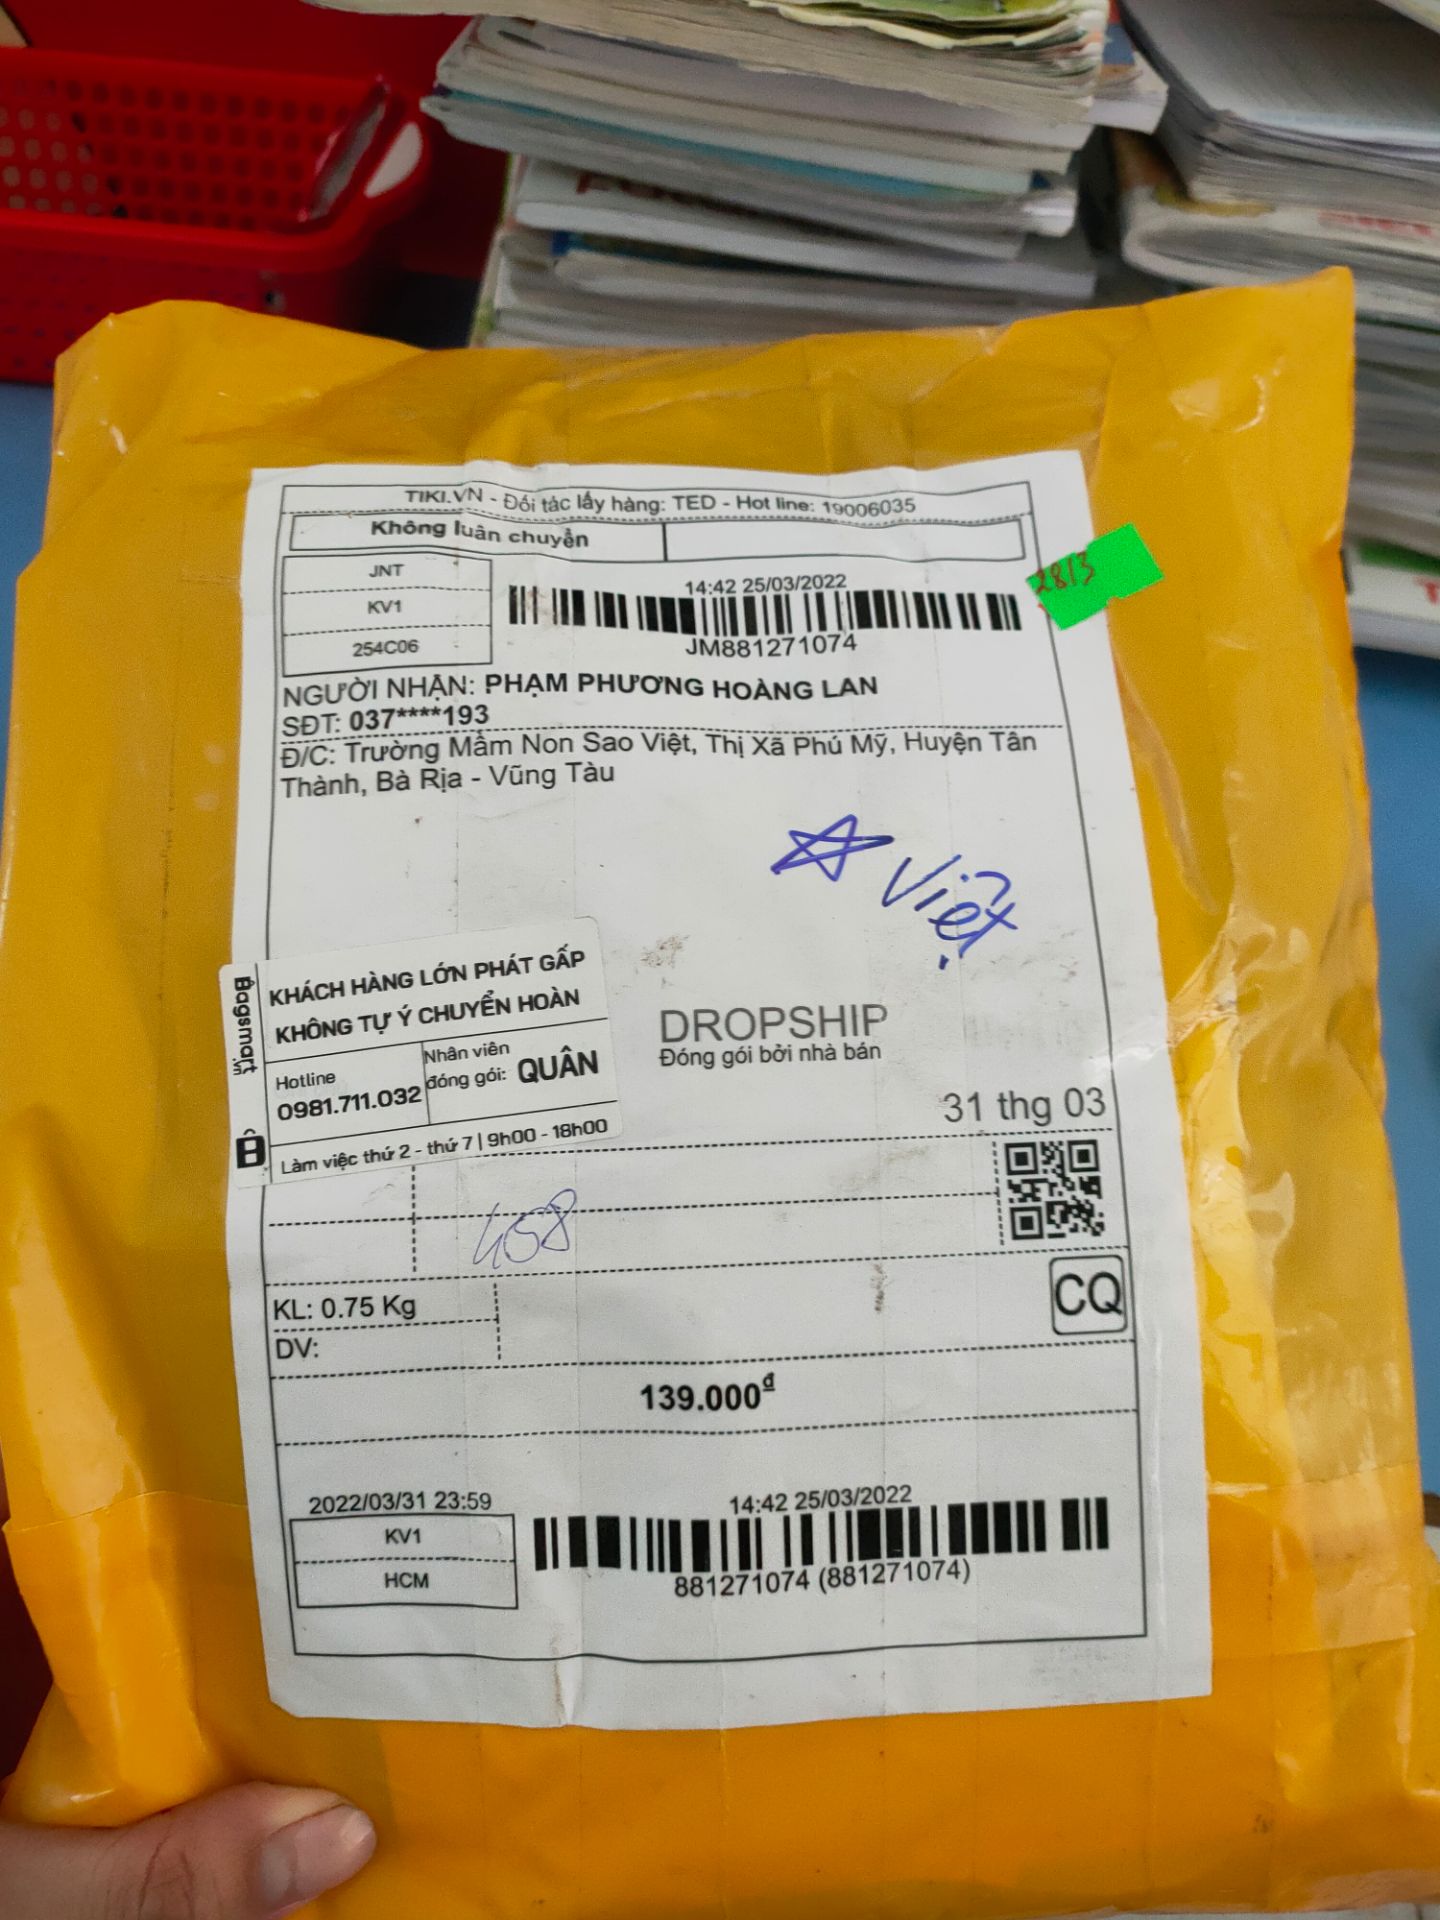 TIKI.VN - Đối tác lấy hàng: TED - Hot line: 19006035
Không luân chuyển
JNT
KV1
254C06
14:42 25/03/2022
JM881271074
2813
NGƯỜI NHẬN: PHẠM PHƯƠNG HOÀNG LAN
SĐT: 037****193
Đ/C: Trường Mầm Non Sao Việt, Thị Xã Phú Mỹ, Huyện Tân
Thành, Bà Rịa - Vũng Tàu
Việt
Bagsmart.vn
KHÁCH HÀNG LỚN PHÁT GẤP
KHÔNG TỰ Ý CHUYỂN HOÀN
Hotline
0981.711.032
Nhân viên
đóng gói: QUÂN
Làm việc thứ 2 - thứ 7 | 9h00 - 18h00
DROPSHIP
Đóng gói bởi nhà bán
31 thg 03
458
KL: 0.75 Kg
DV:
CQ
139.000₫
2022/03/31 23:59
KV1
HCM
14:42 25/03/2022
881271074 (881271074)